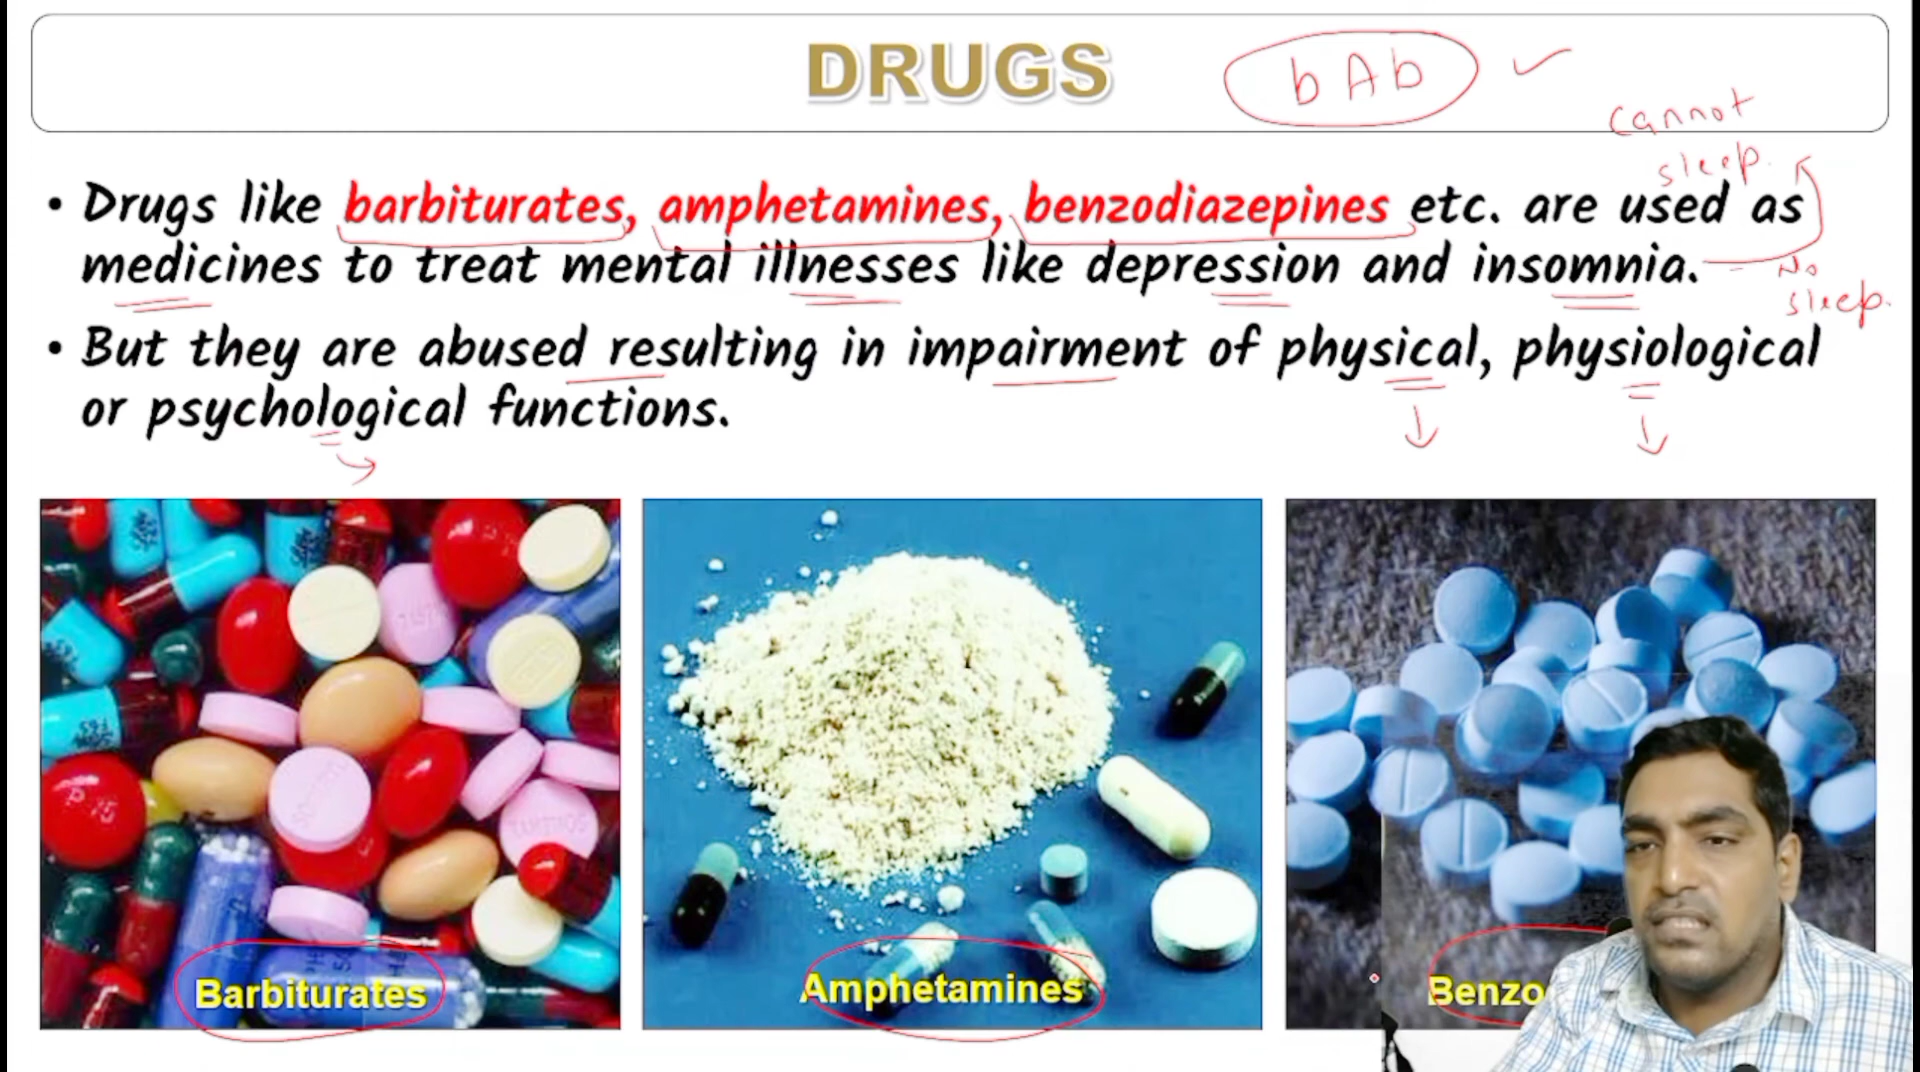 DRUGS
bAb
cannot
sleep.
• Drugs like barbiturates, amphetamines, benzodiazepines etc. are used as
medicines to treat mental illnesses like depression and insomnia.
No
sleep.
• But they are abused resulting in impairment of physical, physiological
or psychological functions.
Barbiturates
Amphetamines
Benzo